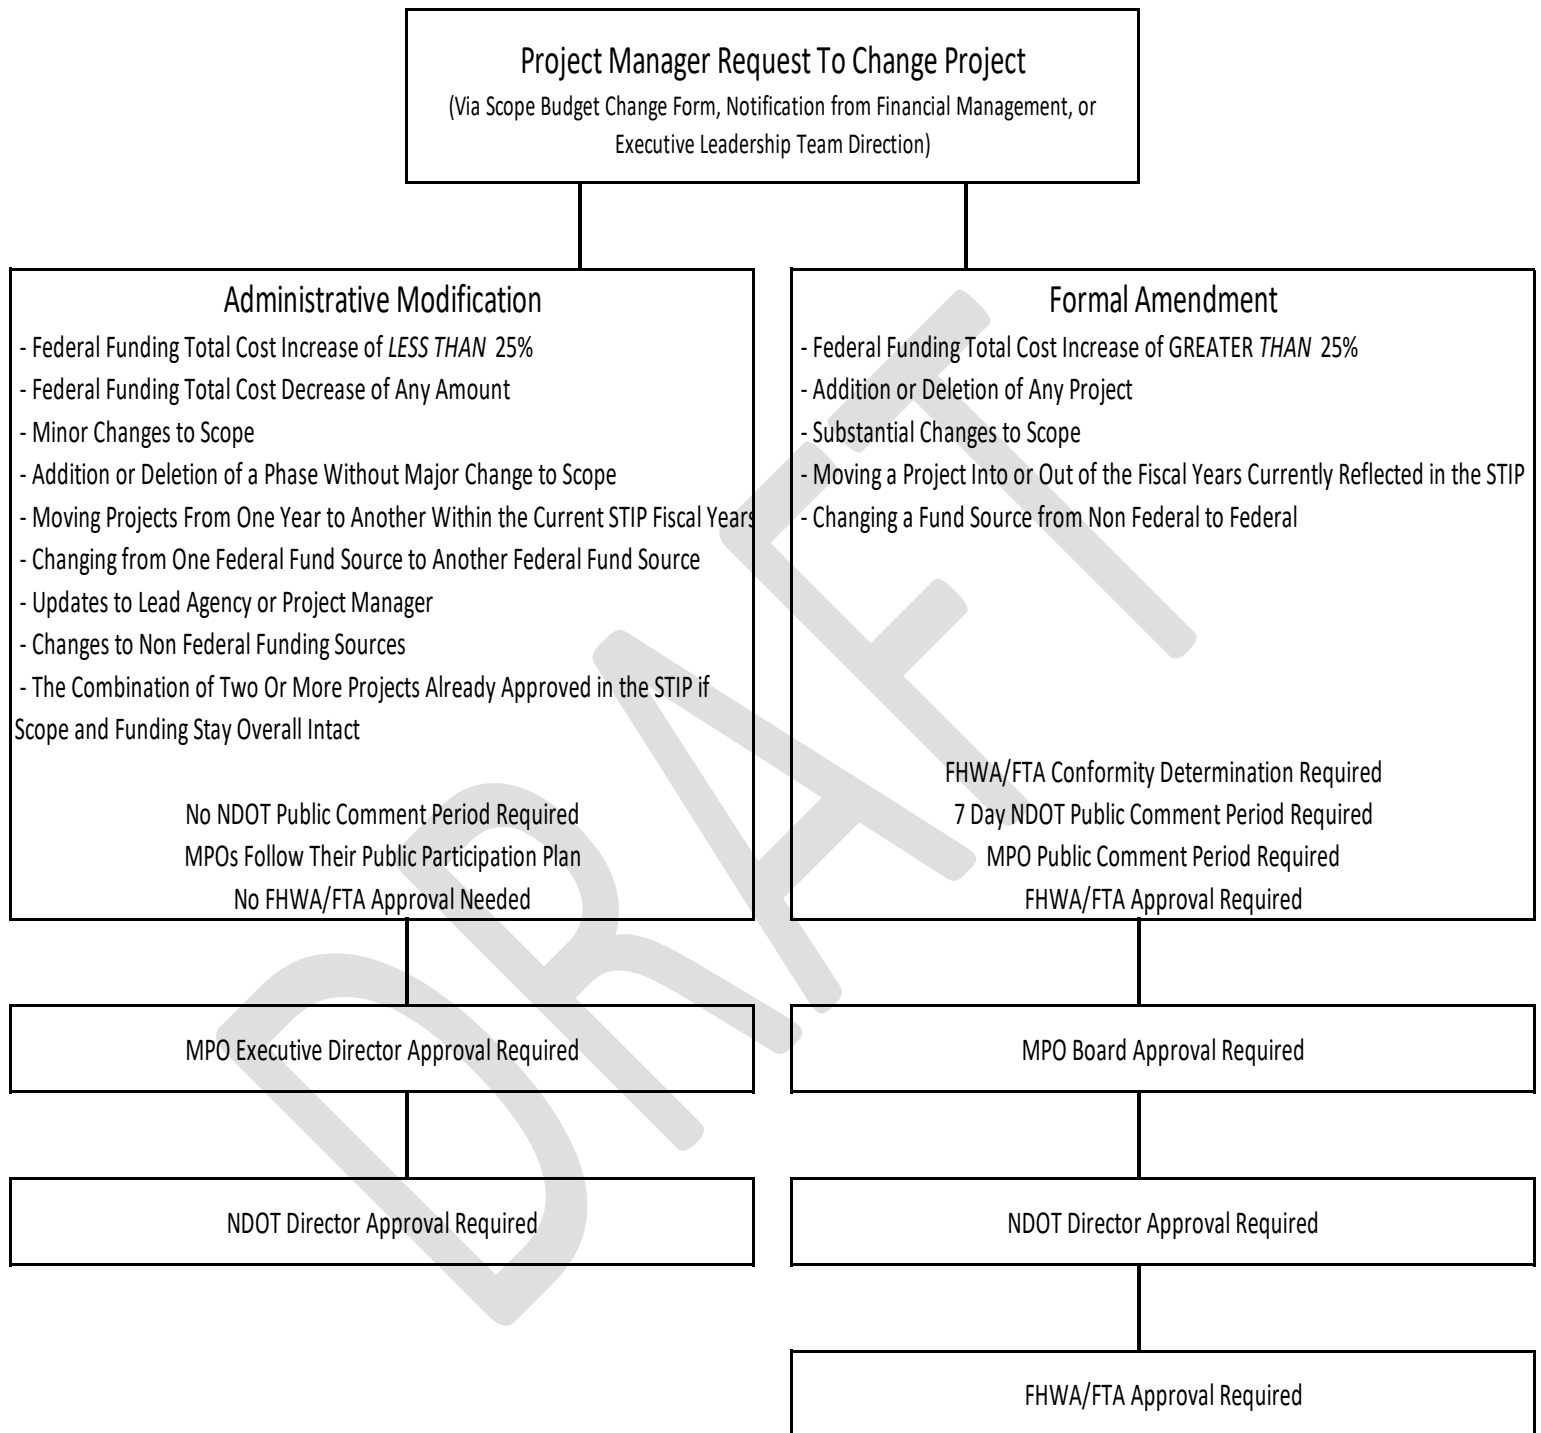 Project Manager Request To Change Project
(Via Scope Budget Change Form, Notification from Financial Management, or
Executive Leadership Team Direction)
Administrative Modification
- Federal Funding Total Cost Increase of LESS THAN 25%
- Federal Funding Total Cost Decrease of Any Amount
- Minor Changes to Scope
- Addition or Deletion of a Phase Without Major Change to Scope
- Moving Projects From One Year to Another Within the Current STIP Fiscal Years
- Changing from One Federal Fund Source to Another Federal Fund Source
- Updates to Lead Agency or Project Manager
- Changes to Non Federal Funding Sources
- The Combination of Two Or More Projects Already Approved in the STIP if
Scope and Funding Stay Overall Intact
No NDOT Public Comment Period Required
MPOs Follow Their Public Participation Plan
No FHWA/FTA Approval Needed
MPO Executive Director Approval Required
NDOT Director Approval Required
Formal Amendment
- Federal Funding Total Cost Increase of GREATER THAN 25%
- Addition or Deletion of Any Project
- Substantial Changes to Scope
- Moving a Project Into or Out of the Fiscal Years Currently Reflected in the STIP
- Changing a Fund Source from Non Federal to Federal
FHWA/FTA Conformity Determination Required
7 Day NDOT Public Comment Period Required
MPO Public Comment Period Required
FHWA/FTA Approval Required
MPO Board Approval Required
NDOT Director Approval Required
FHWA/FTA Approval Required
DRAFT